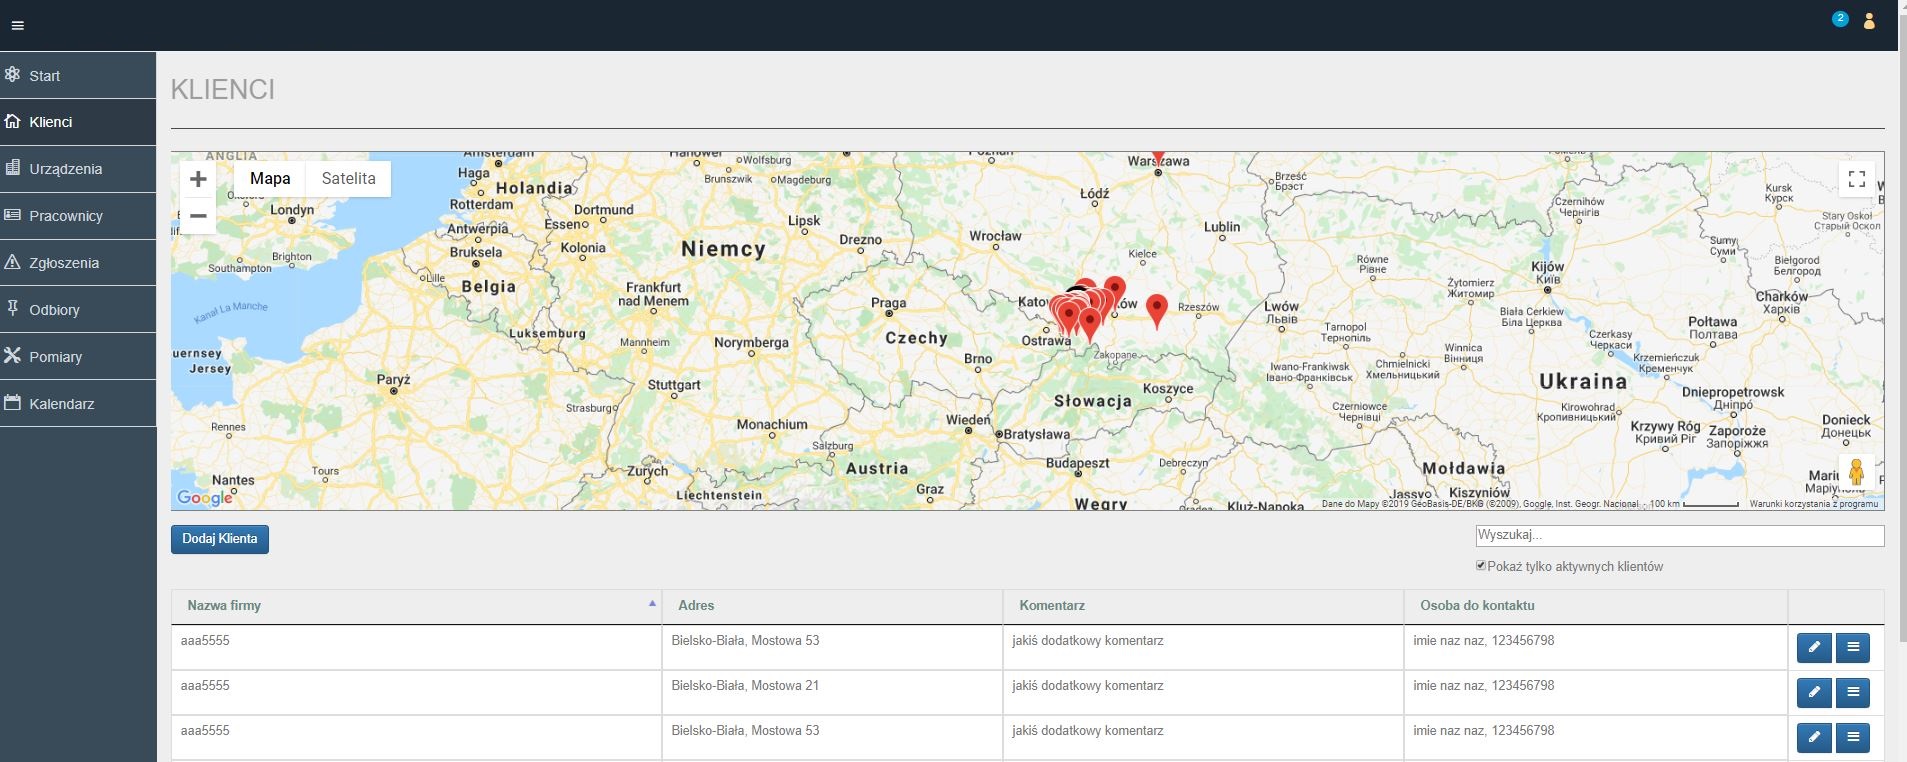 2
Start
Klienci
Urządzenia
Pracownicy
Zgłoszenia
Odbiory
Pomiary
Kalendarz
KLIENCI
ANGLIA
Amsterdam
Hanower
Wolfsburg
Poznań
Warszawa
Mapa
Satelita
Haga
Holandia
Brunszwik
Magdeburg
Łódź
Brześć
Брэст
Kursk
Курск
Rotterdam
Londyn
Dortmund
Essen
Lipsk
Lublin
Czernihów
Чернігів
Stary Oskoł
Старый Оскол
Antwerpia
Bruksela
Kolonia
Drezno
Wrocław
Kielce
Niemcy
Sumy
Суми
Brighton
Southampton
Lille
Belgia
Frankfurt
nad Menem
Praga
Równe
Рівне
Kijów
Київ
Biełgorod
Белгород
Żytomierz
Житомир
Charków
Харків
Kanał La Manche
Rzeszów
Lwów
Львів
Biała Cerkiew
Біла Церква
Luksemburg
Mannheim
Norymberga
Czechy
Ostrawa
Tarnopol
Тернопіль
Czerkasy
Черкаси
Połtawa
Полтава
Jersey
Brno
Zakopane
Winnica
Вінниця
Krzemieńczuk
Кременчук
Chmielnicki
Хмельницький
Iwano-Frankiwsk
Івано-Франківськ
Paryż
Stuttgart
Koszyce
Ukraina
Słowacja
Dniepropetrowsk
Дніпро
Strasburg
Monachium
Wiedeń
Bratysława
Czerniowce
Чернівці
Kirowohrad
Кропивницький
Donieck
Донецьк
Rennes
Salzburg
Krzywy Róg
Кривий Ріг
Zaporoże
Запоріжжя
Nantes
Tours
Zurych
Austria
Budapeszt
Debreczyn
Mołdawia
Liechtenstein
Graz
Węgry
Oradea
Kluż-Napoka
Jassy
Kiszyniów
Google
Dane do Mapy ©2019 GeoBasis-DE/BKG (©2009), Google, Inst. Geogr. Nacional
100 km
Warunki korzystania z programu
Dodaj Klienta
Wyszukaj...
Pokaż tylko aktywnych klientów
Nazwa firmy
Adres
Komentarz
Osoba do kontaktu
aaa5555
Bielsko-Biała, Mostowa 53
jakiś dodatkowy komentarz
imie naz naz, 123456798
aaa5555
Bielsko-Biała, Mostowa 21
jakiś dodatkowy komentarz
imie naz naz, 123456798
aaa5555
Bielsko-Biała, Mostowa 53
jakiś dodatkowy komentarz
imie naz naz, 123456798